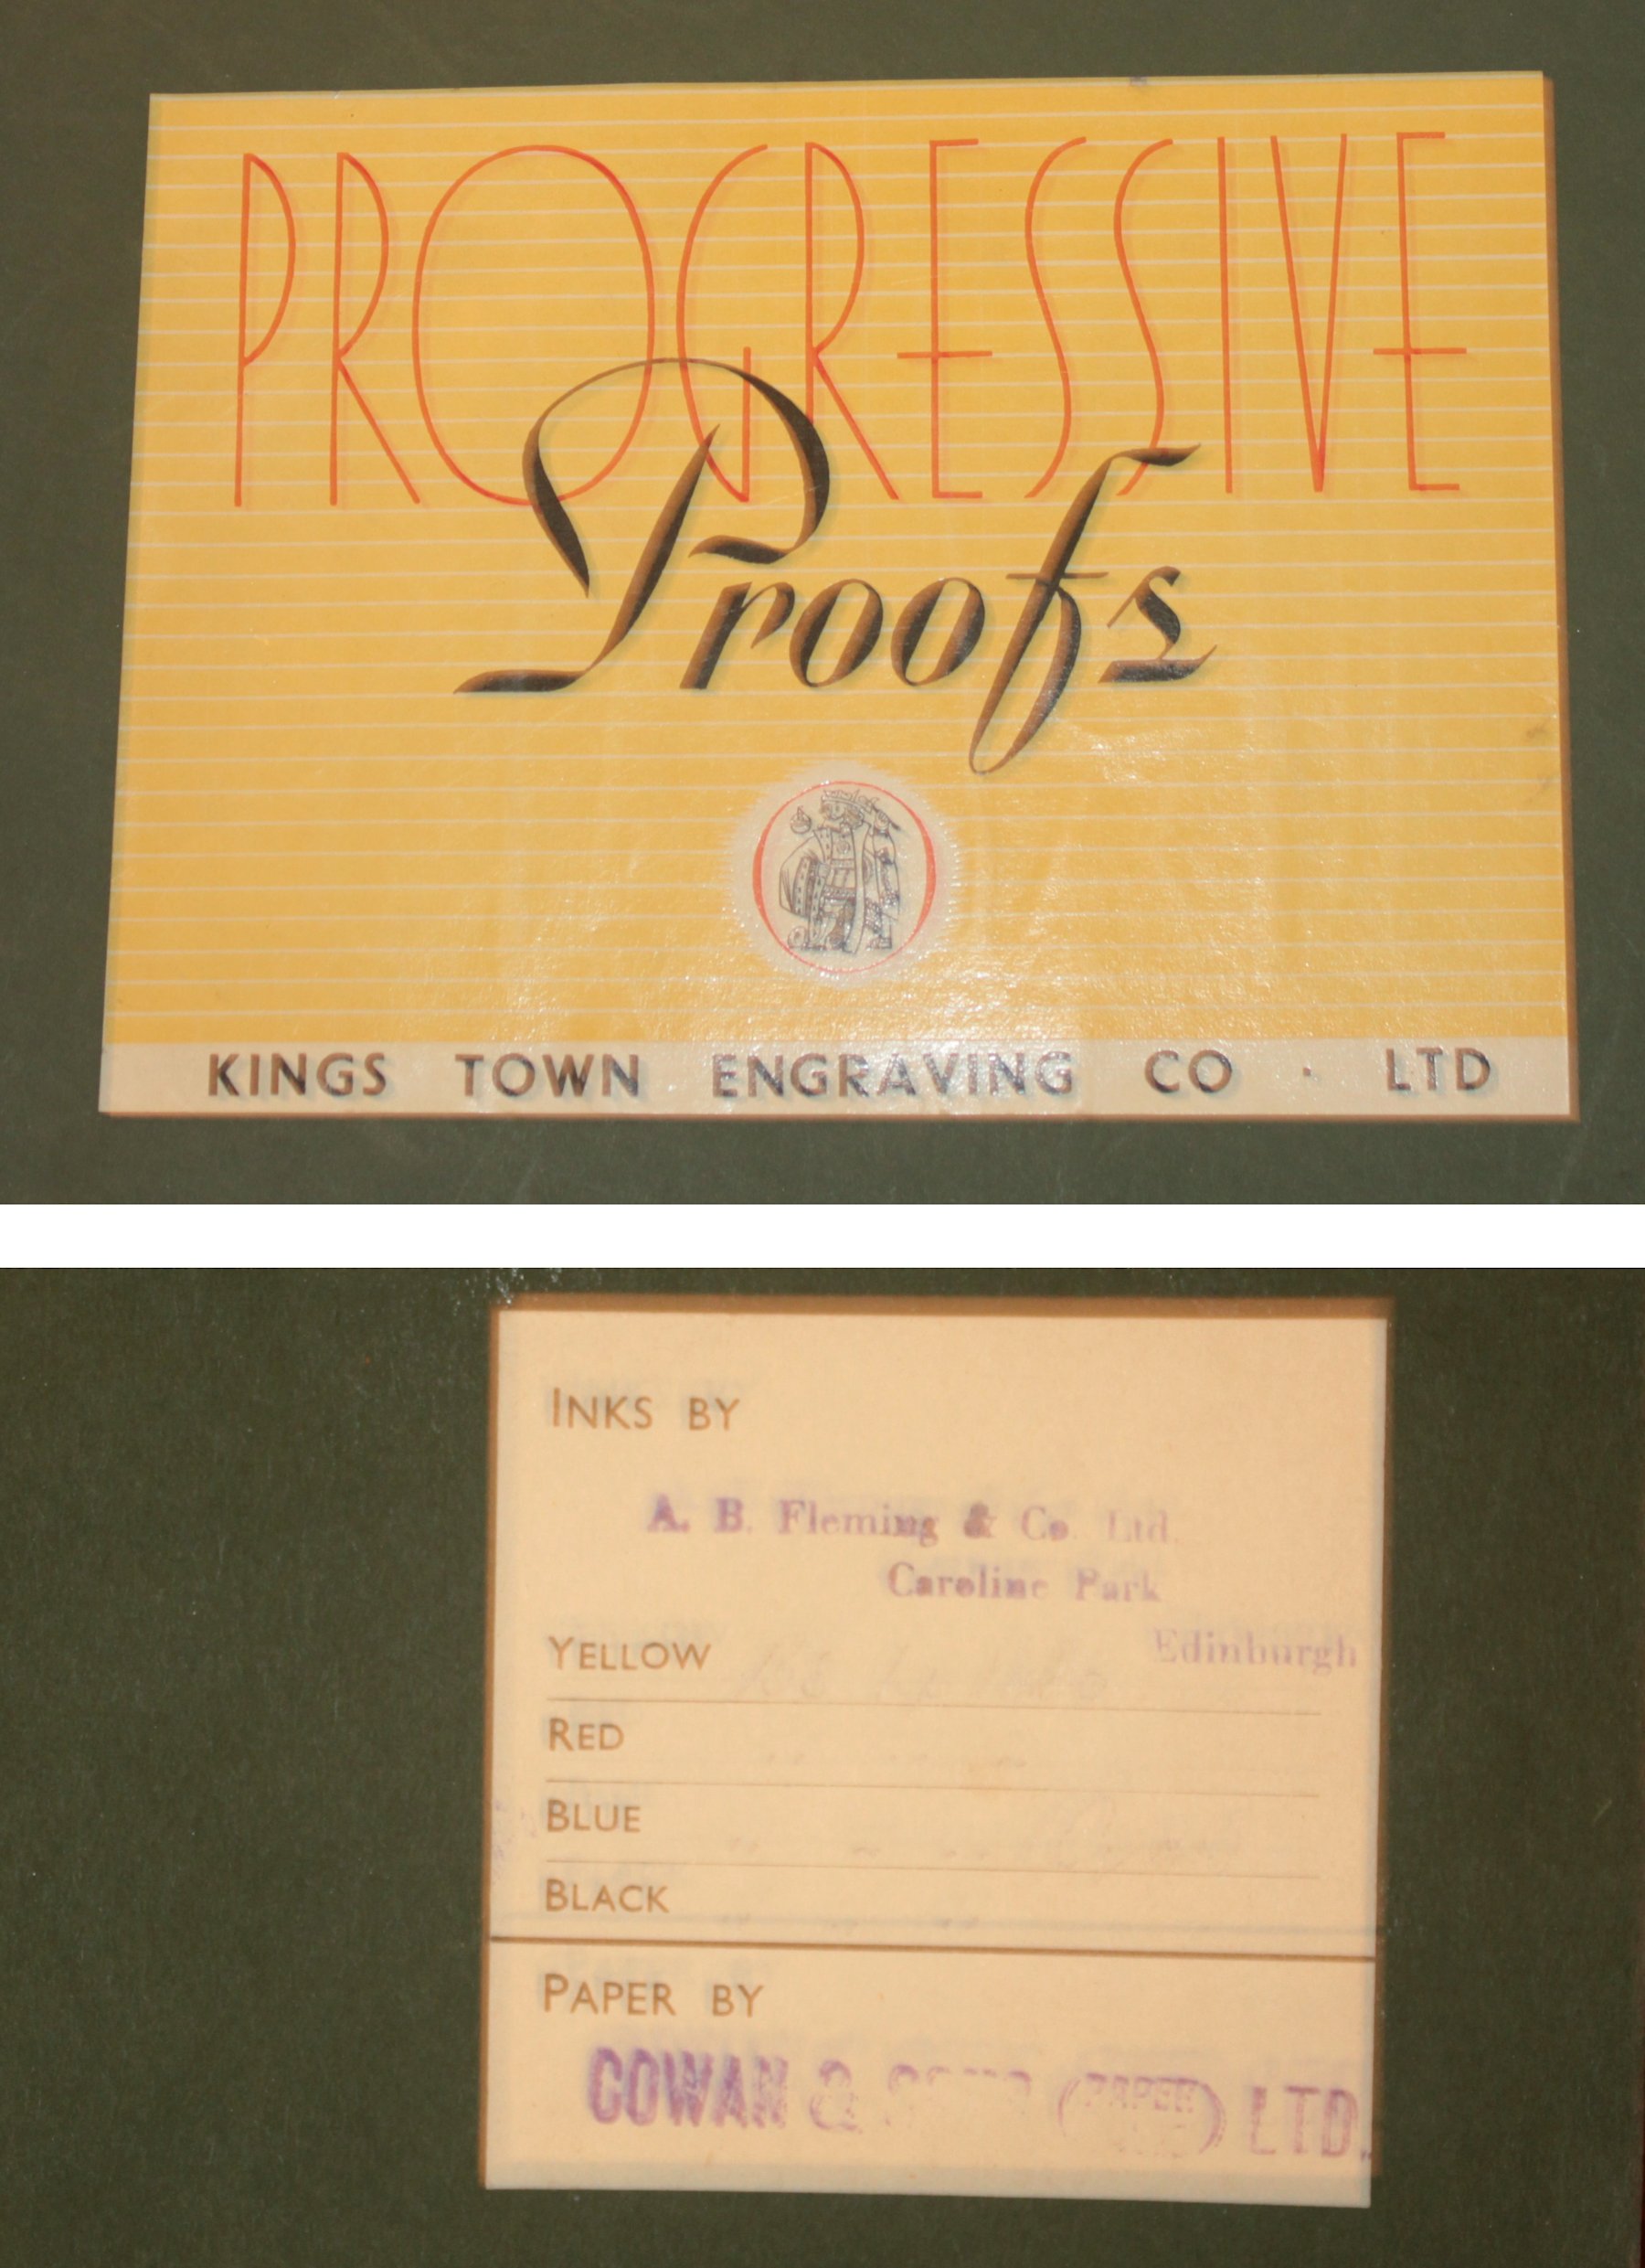 PROGRESSIVE
Proofs
KINGS TOWN ENGRAVING CO · LTD
INKS BY
A. B. Fleming & Co. Ltd.
Caroline Park
Edinburgh
YELLOW
RED
BLUE
BLACK
PAPER BY
COWAN & (PAPER) LTD.